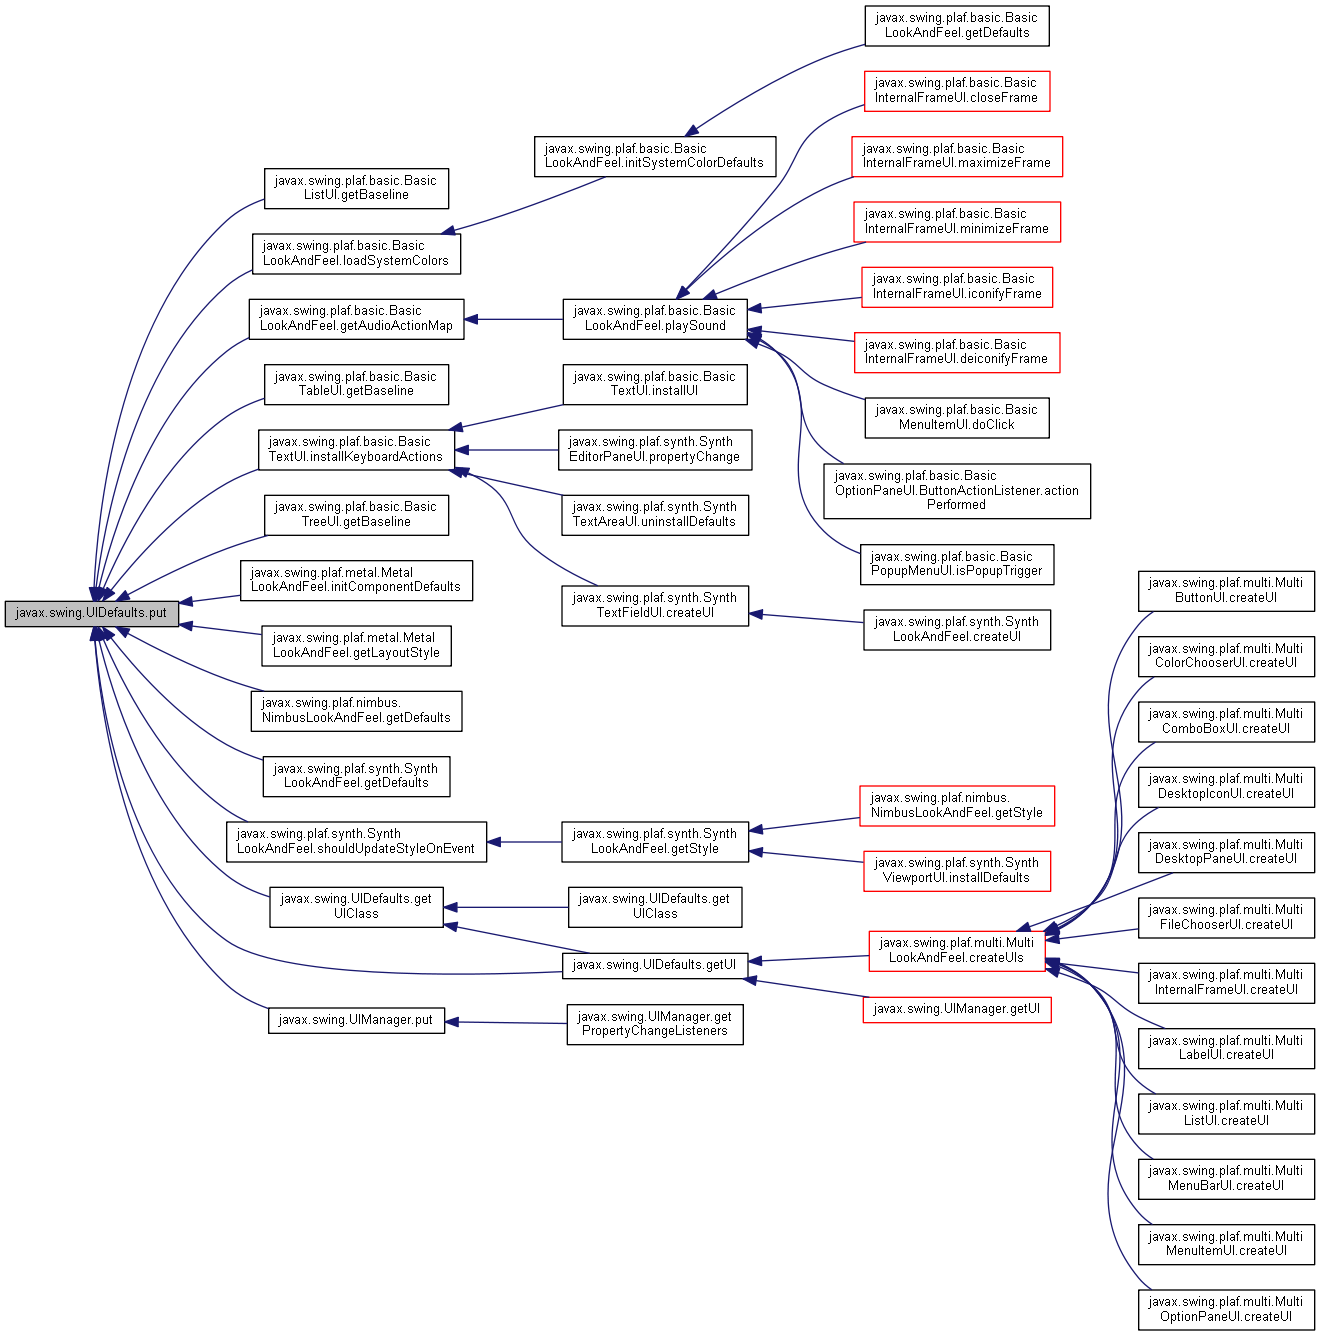 javax.swing.UIDefaults.put
javax.swing.plaf.basic.Basic
ListUI.getBaseline
javax.swing.plaf.basic.Basic
LookAndFeel.loadSystemColors
javax.swing.plaf.basic.Basic
LookAndFeel.getAudioActionMap
javax.swing.plaf.basic.Basic
TableUI.getBaseline
javax.swing.plaf.basic.Basic
TextUI.installKeyboardActions
javax.swing.plaf.basic.Basic
TreeUI.getBaseline
javax.swing.plaf.metal.Metal
LookAndFeel.initComponentDefaults
javax.swing.plaf.metal.Metal
LookAndFeel.getLayoutStyle
javax.swing.plaf.nimbus.
NimbusLookAndFeel.getDefaults
javax.swing.plaf.synth.Synth
LookAndFeel.getDefaults
javax.swing.plaf.synth.Synth
LookAndFeel.shouldUpdateStyleOnEvent
javax.swing.UIDefaults.get
UIClass
javax.swing.UIManager.put
javax.swing.plaf.basic.Basic
LookAndFeel.initSystemColorDefaults
javax.swing.plaf.basic.Basic
LookAndFeel.playSound
javax.swing.plaf.basic.Basic
TextUI.installUI
javax.swing.plaf.synth.Synth
EditorPaneUI.propertyChange
javax.swing.plaf.synth.Synth
TextAreaUI.uninstallDefaults
javax.swing.plaf.synth.Synth
TextFieldUI.createUI
javax.swing.plaf.synth.Synth
LookAndFeel.getStyle
javax.swing.UIDefaults.get
UIClass
javax.swing.UIDefaults.getUI
javax.swing.UIManager.get
PropertyChangeListeners
javax.swing.plaf.basic.Basic
LookAndFeel.getDefaults
javax.swing.plaf.basic.Basic
InternalFrameUI.closeFrame
javax.swing.plaf.basic.Basic
InternalFrameUI.maximizeFrame
javax.swing.plaf.basic.Basic
InternalFrameUI.minimizeFrame
javax.swing.plaf.basic.Basic
InternalFrameUI.iconifyFrame
javax.swing.plaf.basic.Basic
InternalFrameUI.deiconifyFrame
javax.swing.plaf.basic.Basic
MenuItemUI.doClick
javax.swing.plaf.basic.Basic
OptionPaneUI.ButtonActionListener.action
Performed
javax.swing.plaf.basic.Basic
PopupMenuUI.isPopupTrigger
javax.swing.plaf.synth.Synth
LookAndFeel.createUI
javax.swing.plaf.nimbus.
NimbusLookAndFeel.getStyle
javax.swing.plaf.synth.Synth
ViewportUI.installDefaults
javax.swing.plaf.multi.Multi
LookAndFeel.createUIs
javax.swing.UIManager.getUI
javax.swing.plaf.multi.Multi
ButtonUI.createUI
javax.swing.plaf.multi.Multi
ColorChooserUI.createUI
javax.swing.plaf.multi.Multi
ComboBoxUI.createUI
javax.swing.plaf.multi.Multi
DesktopIconUI.createUI
javax.swing.plaf.multi.Multi
DesktopPaneUI.createUI
javax.swing.plaf.multi.Multi
FileChooserUI.createUI
javax.swing.plaf.multi.Multi
InternalFrameUI.createUI
javax.swing.plaf.multi.Multi
LabelUI.createUI
javax.swing.plaf.multi.Multi
ListUI.createUI
javax.swing.plaf.multi.Multi
MenuBarUI.createUI
javax.swing.plaf.multi.Multi
MenuItemUI.createUI
javax.swing.plaf.multi.Multi
OptionPaneUI.createUI